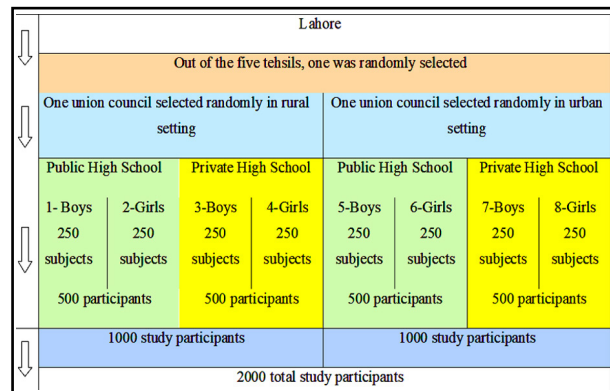 Lahore
Out of the five tehsils, one was randomly selected
One union council selected randomly in rural
setting
One union council selected randomly in urban
setting
Public High School
Private High School
Public High School
Private High School
1- Boys
250
subjects
2-Girls
250
subjects
3-Boys
250
subjects
4-Girls
250
subjects
5-Boys
250
subjects
6-Girls
250
subjects
7-Boys
250
subjects
8-Girls
250
subjects
500 participants
500 participants
500 participants
500 participants
1000 study participants
1000 study participants
2000 total study participants